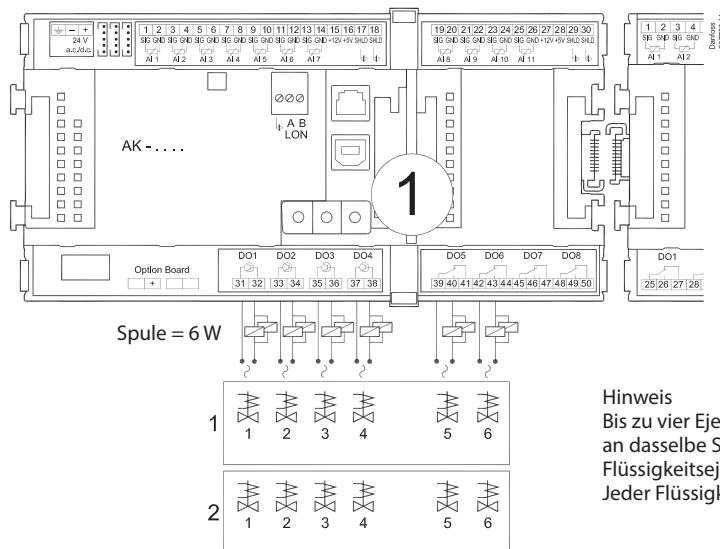 1 2 3 4 5 6 7 8 9 10 11 12 13 14 15 16 17 18
SIG GND SIG GND SIG GND SIG GND SIG GND SIG GND SIG GND +12V +5V SHLD SHLD
AI 1 AI 2 AI 3 AI 4 AI 5 AI 6 AI 7
19 20 21 22 23 24 25 26 27 28 29 30
SIG GND SIG GND SIG GND SIG GND +12V +5V SHLD SHLD
AI 8 AI 9 AI 10 AI 11
1 2 3 4
SIG GND SIG GND
AI 1 AI 2
Danfoss
- +
24 V
a.c./d.c.
A B
LON
AK - . . . .
1
Option Board
+
DO1 DO2 DO3 DO4
31 32 33 34 35 36 37 38
DO5 DO6 DO7 DO8
39 40 41 42 43 44 45 46 47 48 49 50
DO1
25 26 27 28
Spule = 6 W
1
1 2 3 4 5 6
2
1 2 3 4 5 6
Hinweis
Bis zu vier Eje
an dasselbe S
Flüssigkeitsej
Jeder Flüssigk